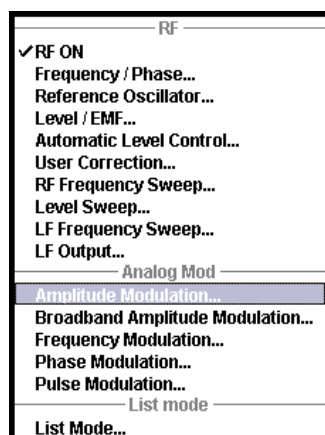 RF
RF ON
Frequency / Phase...
Reference Oscillator...
Level / EMF...
Automatic Level Control...
User Correction...
RF Frequency Sweep...
Level Sweep...
LF Frequency Sweep...
LF Output...
Analog Mod
Amplitude Modulation...
Broadband Amplitude Modulation...
Frequency Modulation...
Phase Modulation...
Pulse Modulation...
List mode
List Mode...